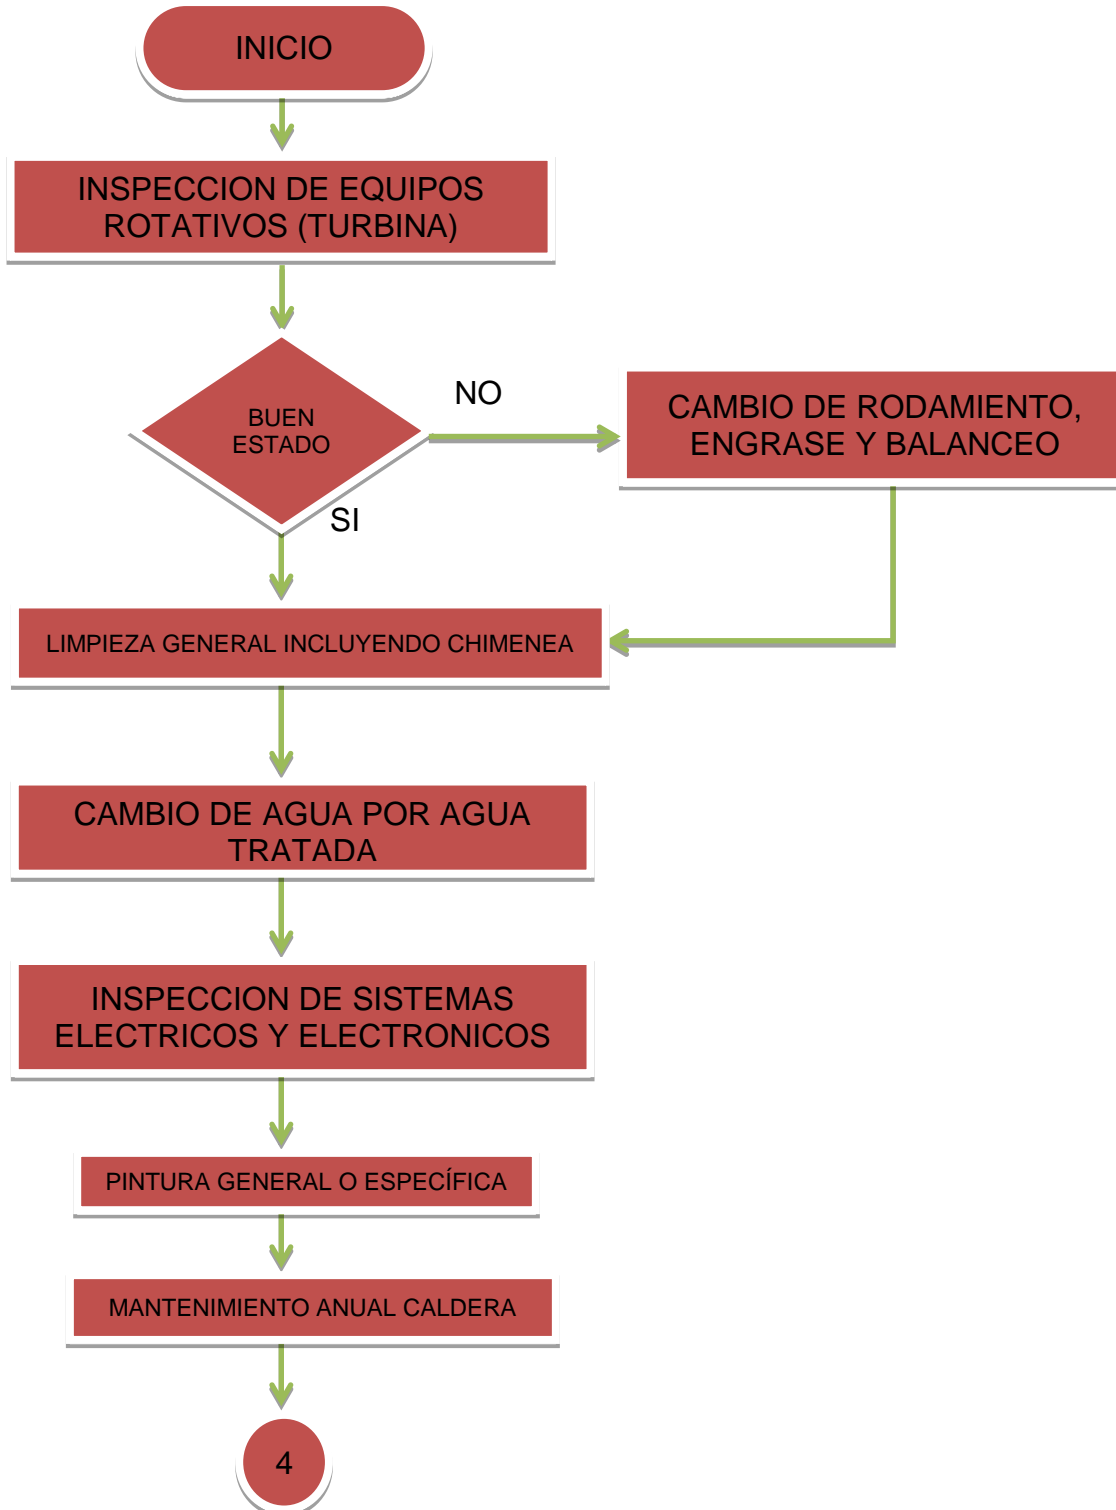 INICIO
INSPECCION DE EQUIPOS
ROTATIVOS (TURBINA)
BUEN
ESTADO
NO
CAMBIO DE RODAMIENTO,
ENGRASE Y BALANCEO
SI
LIMPIEZA GENERAL INCLUYENDO CHIMENEA
CAMBIO DE AGUA POR AGUA
TRATADA
INSPECCION DE SISTEMAS
ELECTRICOS Y ELECTRONICOS
PINTURA GENERAL O ESPECÍFICA
MANTENIMIENTO ANUAL CALDERA
4